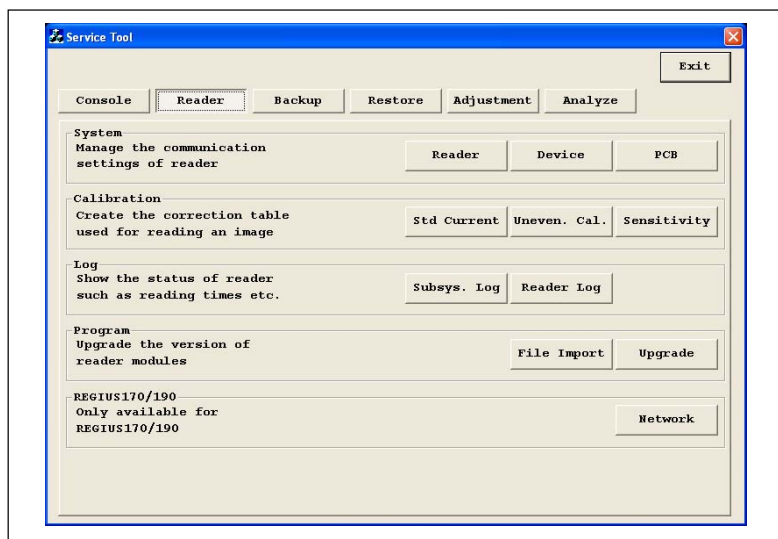 Service Tool
Exit
Console Reader Backup Restore Adjustment Analyze
System
Manage the communication
settings of reader
Reader Device PCB
Calibration
Create the correction table
used for reading an image
Std Current Uneven. Cal. Sensitivity
Log
Show the status of reader
such as reading times etc.
Subsys. Log Reader Log
Program
Upgrade the version of
reader modules
File Import Upgrade
REGIUS170/190
Only available for
REGIUS170/190
Network